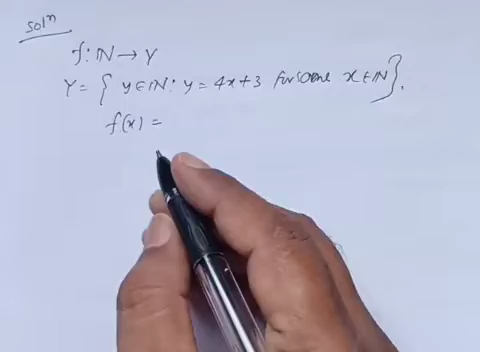 Solⁿ
f: ℕ → Y
Y = { y ∈ ℕ : y = 4x+3 for some x ∈ ℕ }.
f(x) =